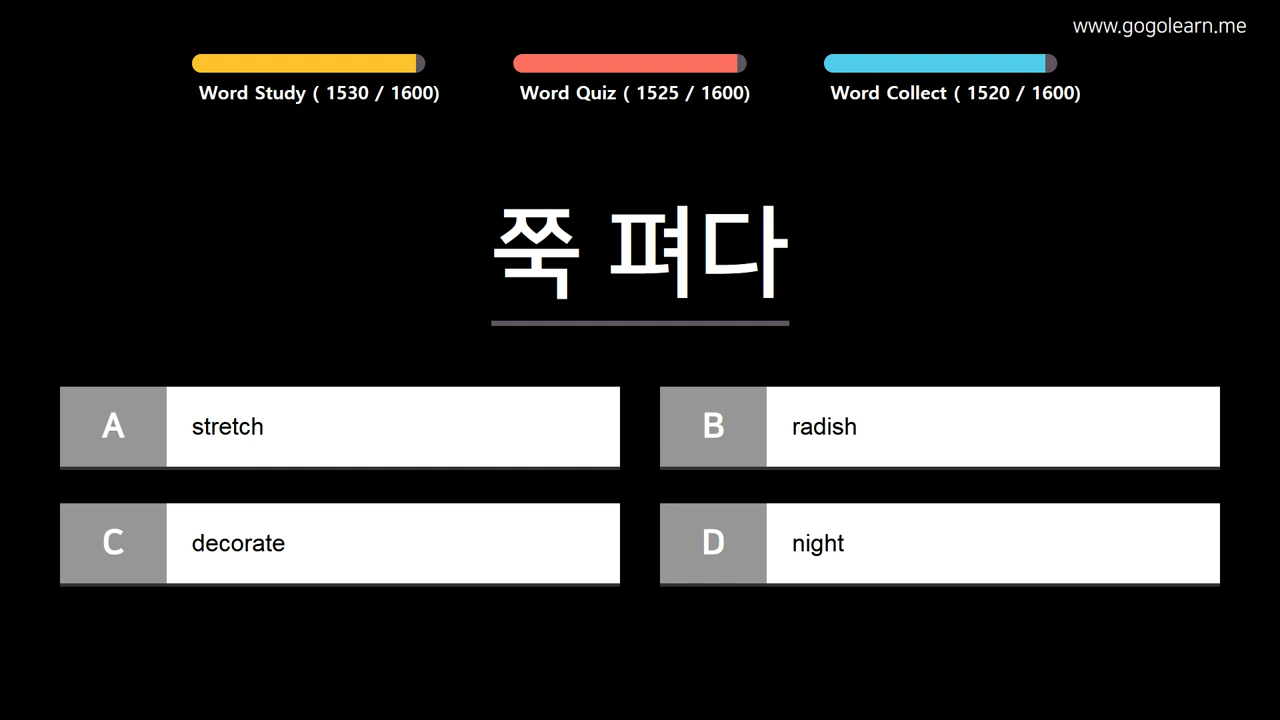 www.gogolearn.me
Word Study ( 1530 / 1600)
Word Quiz ( 1525 / 1600)
Word Collect ( 1520 / 1600)
쭉 펴다
A stretch
B radish
C decorate
D night